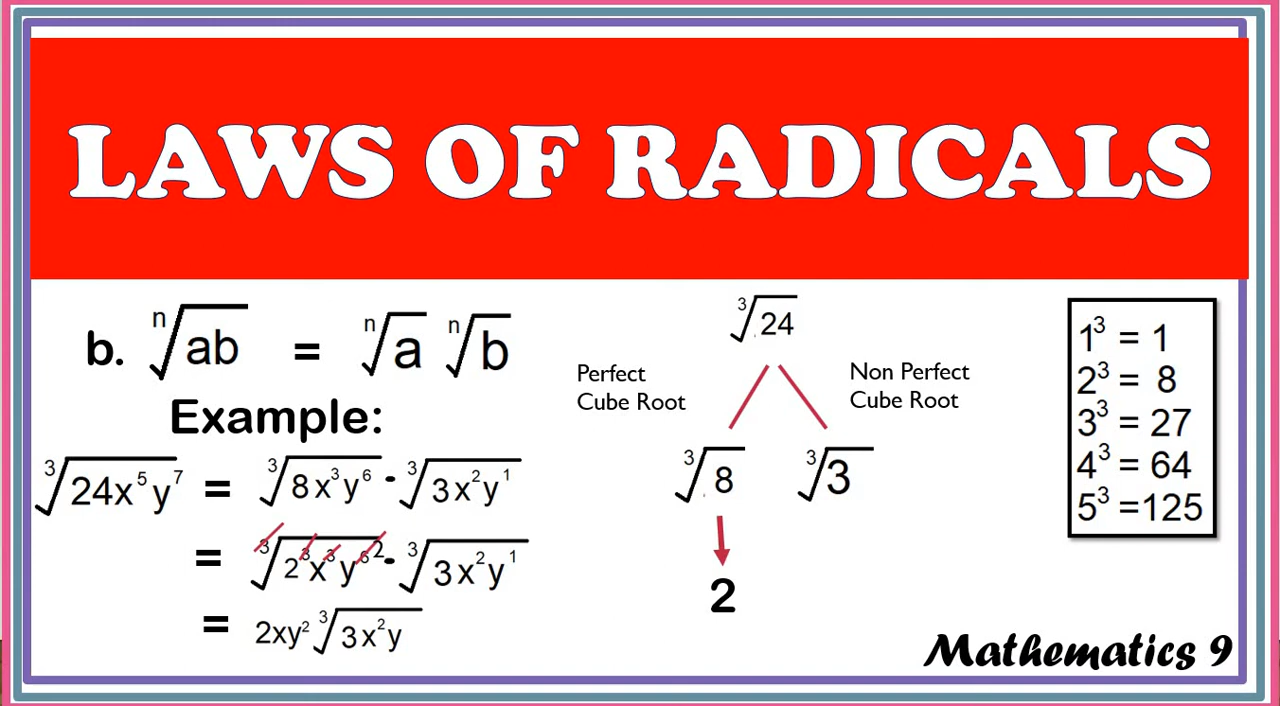 LAWS OF RADICALS
b. ⁿ√ab = ⁿ√a ⁿ√b
Example:
³√24x⁵y⁷ = ³√8x³y⁶ - ³√3x²y¹
= ³√2³x³y⁶ 2 - ³√3x²y¹
= 2xy² ³√3x²y
³√24
Perfect
Cube Root
Non Perfect
Cube Root
³√8
³√3
2
1³ = 1
2³ = 8
3³ = 27
4³ = 64
5³ =125
Mathematics 9